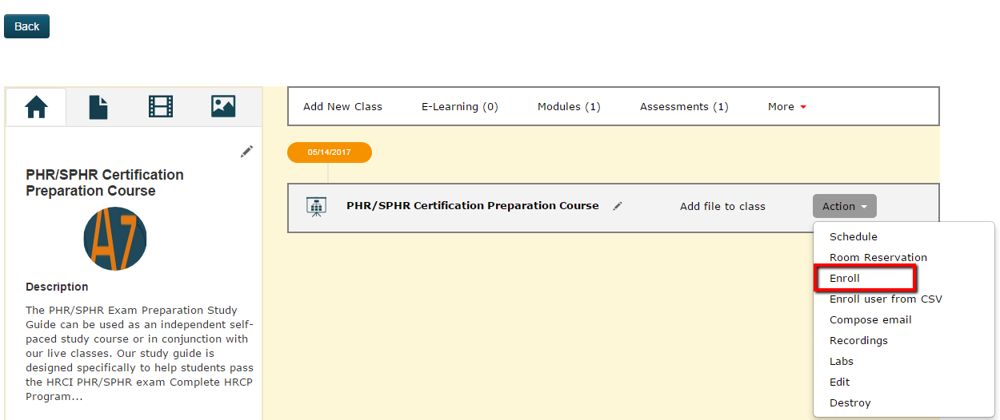 Back
Add New Class E-Learning (0) Modules (1) Assessments (1) More
05/14/2017
PHR/SPHR Certification
Preparation Course
A7
Description
The PHR/SPHR Exam Preparation Study
Guide can be used as an independent self-
paced study course or in conjunction with
our live classes. Our study guide is
designed specifically to help students pass
the HRCI PHR/SPHR exam Complete HRCP
Program...
PHR/SPHR Certification Preparation Course Add file to class Action
Schedule
Room Reservation
Enroll
Enroll user from CSV
Compose email
Recordings
Labs
Edit
Destroy